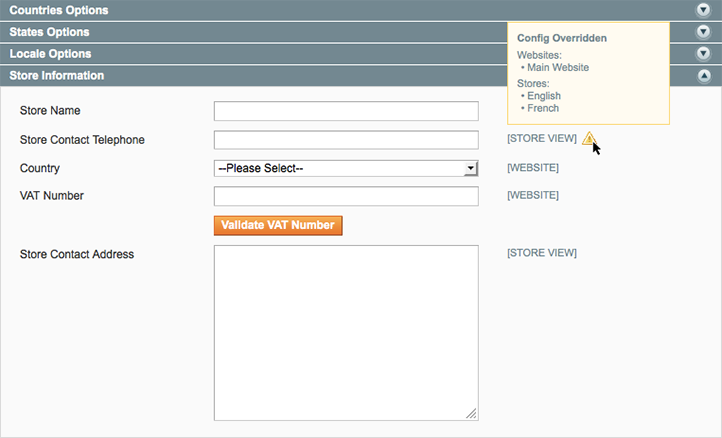 Countries Options
States Options
Locale Options
Store Information
Config Overridden
Websites:
• Main Website
Stores:
• English
• French
Store Name
Store Contact Telephone
[STORE VIEW]
Country
--Please Select--
[WEBSITE]
VAT Number
[WEBSITE]
Validate VAT Number
Store Contact Address
[STORE VIEW]